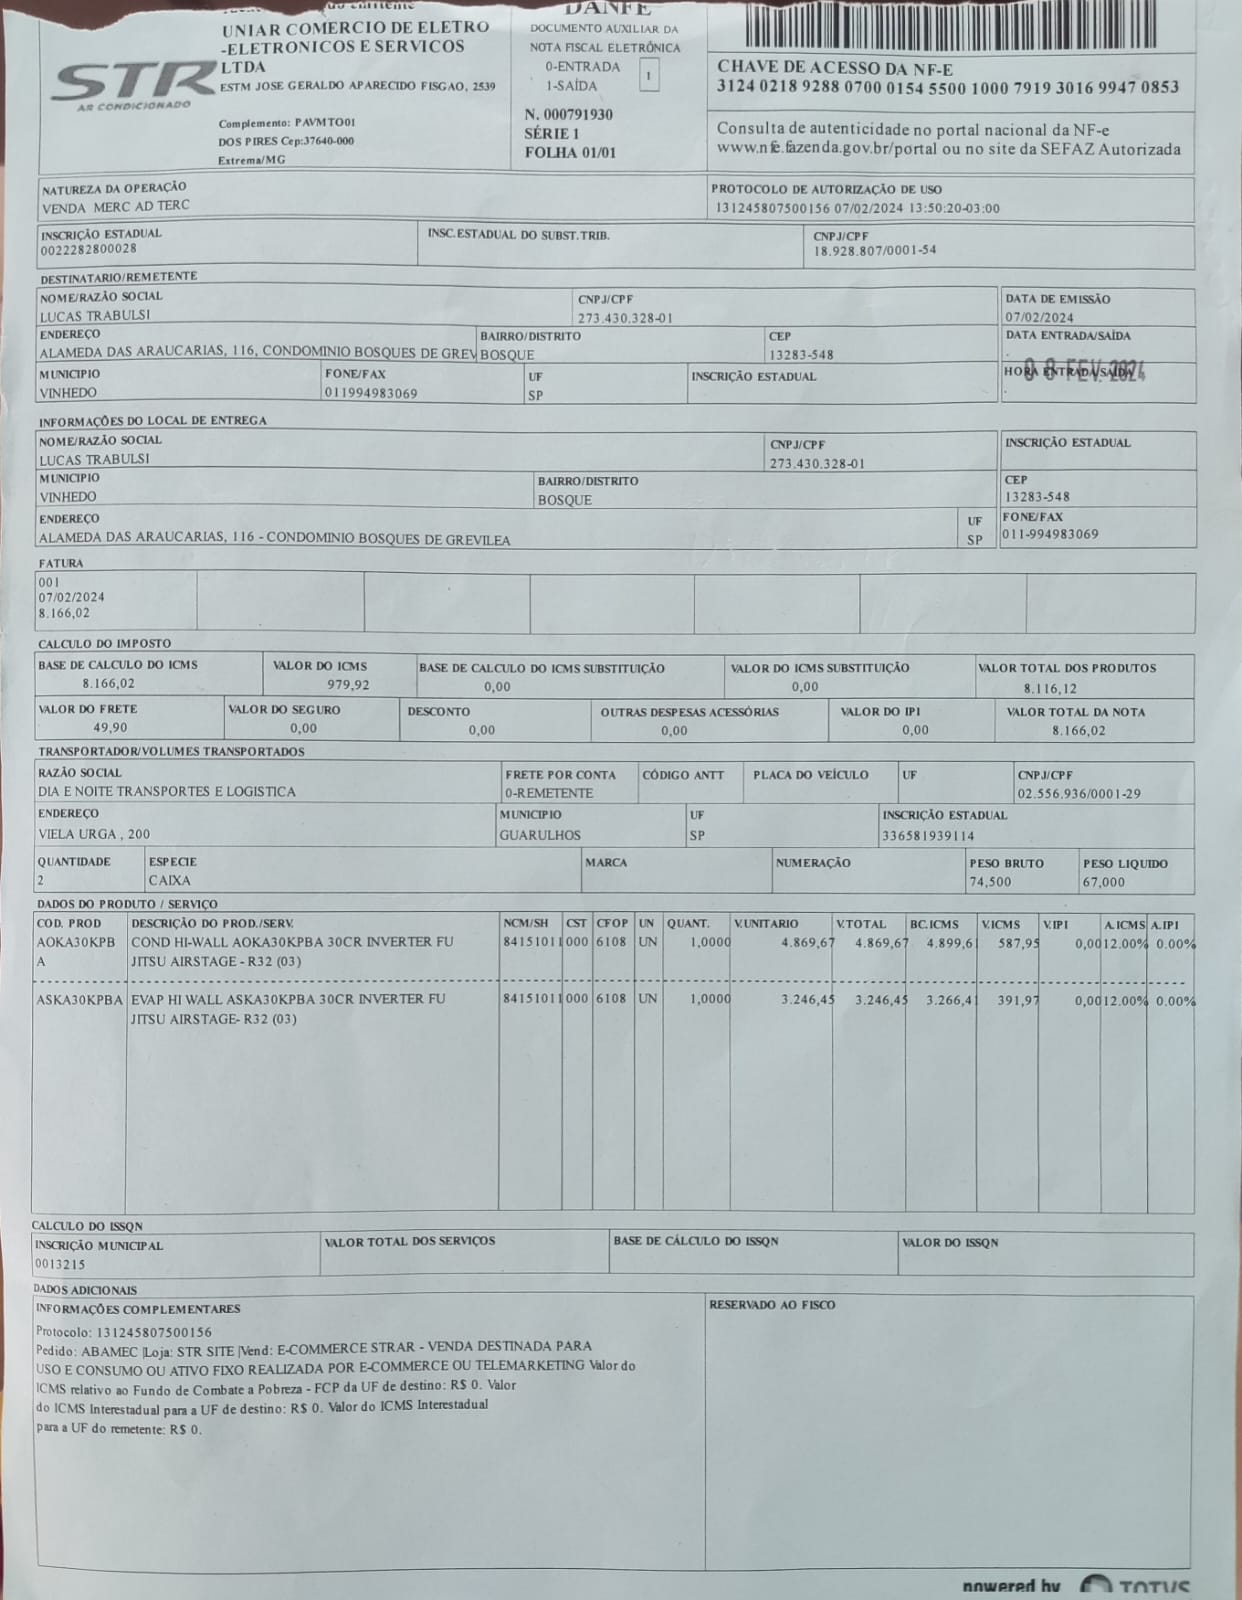 DANFE
UNIAR COMERCIO DE ELETRO
-ELETRONICOS E SERVICOS
LTDA
ESTM JOSE GERALDO APARECIDO FISGAO, 2539
Complemento: PAVMTO01
DOS PIRES Cep:37640-000
Extrema/MG
STR
AR CONDICIONADO
DOCUMENTO AUXILIAR DA
NOTA FISCAL ELETRÔNICA
0-ENTRADA
1-SAÍDA
1
N. 000791930
SÉRIE 1
FOLHA 01/01
CHAVE DE ACESSO DA NF-E
3124 0218 9288 0700 0154 5500 1000 7919 3016 9947 0853
Consulta de autenticidade no portal nacional da NF-e
www.nfe.fazenda.gov.br/portal ou no site da SEFAZ Autorizada
NATUREZA DA OPERAÇÃO
VENDA MERC AD TERC
PROTOCOLO DE AUTORIZAÇÃO DE USO
131245807500156 07/02/2024 13:50:20-03:00
INSCRIÇÃO ESTADUAL
0022282800028
INSC.ESTADUAL DO SUBST.TRIB.
CNPJ/CPF
18.928.807/0001-54
DESTINATARIO/REMETENTE
NOME/RAZÃO SOCIAL
LUCAS TRABULSI
CNPJ/CPF
273.430.328-01
DATA DE EMISSÃO
07/02/2024
ENDEREÇO
ALAMEDA DAS ARAUCARIAS, 116, CONDOMINIO BOSQUES DE GREV
BAIRRO/DISTRITO
BOSQUE
CEP
13283-548
DATA ENTRADA/SAÍDA
MUNICIPIO
VINHEDO
FONE/FAX
011994983069
UF
SP
INSCRIÇÃO ESTADUAL
HORA ENTRADA/SAÍDA
08 FEV. 2024
INFORMAÇÕES DO LOCAL DE ENTREGA
NOME/RAZÃO SOCIAL
LUCAS TRABULSI
CNPJ/CPF
273.430.328-01
INSCRIÇÃO ESTADUAL
MUNICIPIO
VINHEDO
BAIRRO/DISTRITO
BOSQUE
CEP
13283-548
ENDEREÇO
ALAMEDA DAS ARAUCARIAS, 116 - CONDOMINIO BOSQUES DE GREVILEA
UF
SP
FONE/FAX
011-994983069
FATURA
001
07/02/2024
8.166,02
CALCULO DO IMPOSTO
BASE DE CALCULO DO ICMS
8.166,02
VALOR DO ICMS
979,92
BASE DE CALCULO DO ICMS SUBSTITUIÇÃO
0,00
VALOR DO ICMS SUBSTITUIÇÃO
0,00
VALOR TOTAL DOS PRODUTOS
8.116,12
VALOR DO FRETE
49,90
VALOR DO SEGURO
0,00
DESCONTO
0,00
OUTRAS DESPESAS ACESSÓRIAS
0,00
VALOR DO IPI
0,00
VALOR TOTAL DA NOTA
8.166,02
TRANSPORTADOR/VOLUMES TRANSPORTADOS
RAZÃO SOCIAL
DIA E NOITE TRANSPORTES E LOGISTICA
FRETE POR CONTA
0-REMETENTE
CÓDIGO ANTT
PLACA DO VEÍCULO
UF
CNPJ/CPF
02.556.936/0001-29
ENDEREÇO
VIELA URGA , 200
MUNICIPIO
GUARULHOS
UF
SP
INSCRIÇÃO ESTADUAL
336581939114
QUANTIDADE
2
ESPECIE
CAIXA
MARCA
NUMERAÇÃO
PESO BRUTO
74,500
PESO LIQUIDO
67,000
DADOS DO PRODUTO / SERVIÇO
COD. PROD DESCRIÇÃO DO PROD./SERV. NCM/SH CST CFOP UN QUANT. V.UNITARIO V.TOTAL BC.ICMS V.ICMS V.IPI A.ICMS A.IPI
AOKA30KPB COND HI-WALL AOKA30KPBA 30CR INVERTER FU 84151011 000 6108 UN 1,0000 4.869,67 4.869,67 4.899,61 587,95 0,00 12.00% 0.00%
A JITSU AIRSTAGE - R32 (03)
ASKA30KPBA EVAP HI WALL ASKA30KPBA 30CR INVERTER FU 84151011 000 6108 UN 1,0000 3.246,45 3.246,45 3.266,41 391,97 0,00 12.00% 0.00%
JITSU AIRSTAGE- R32 (03)
CALCULO DO ISSQN
INSCRIÇÃO MUNICIPAL
0013215
VALOR TOTAL DOS SERVIÇOS
BASE DE CÁLCULO DO ISSQN
VALOR DO ISSQN
DADOS ADICIONAIS
INFORMAÇÕES COMPLEMENTARES
RESERVADO AO FISCO
Protocolo: 131245807500156
Pedido: ABAMEC |Loja: STR SITE |Vend: E-COMMERCE STRAR - VENDA DESTINADA PARA
USO E CONSUMO OU ATIVO FIXO REALIZADA POR E-COMMERCE OU TELEMARKETING Valor do
ICMS relativo ao Fundo de Combate a Pobreza - FCP da UF de destino: R$ 0. Valor
do ICMS Interestadual para a UF de destino: R$ 0. Valor do ICMS Interestadual
para a UF do remetente: R$ 0.
powered by TOTVS